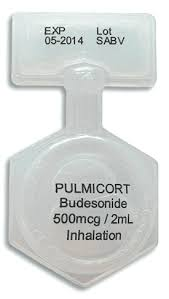 EXP Lot
05-2014 SABV
PULMICORT
Budesonide
500mcg / 2mL
Inhalation